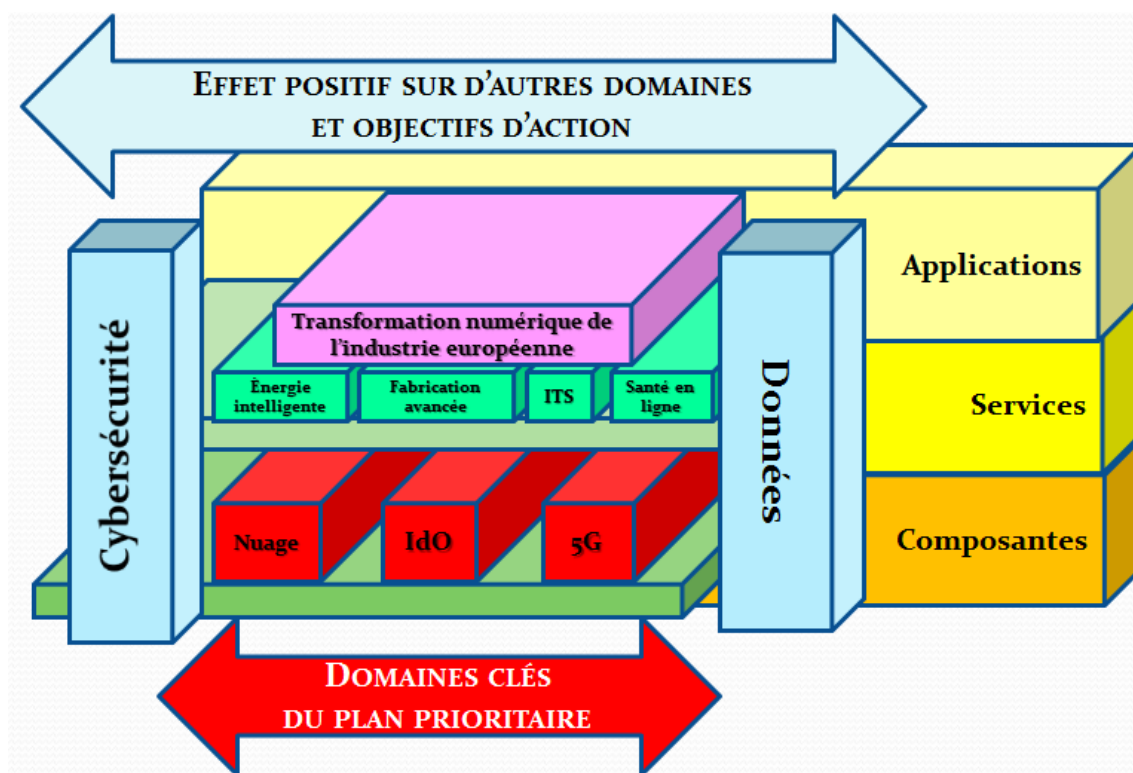 EFFET POSITIF SUR D’AUTRES DOMAINES
ET OBJECTIFS D’ACTION
Cybersécurité
Transformation numérique de
l’industrie européenne
Énergie
intelligente
Fabrication
avancée
ITS
Santé en
ligne
Nuage
IdO
5G
Données
Applications
Services
Composantes
DOMAINES CLÉS
DU PLAN PRIORITAIRE